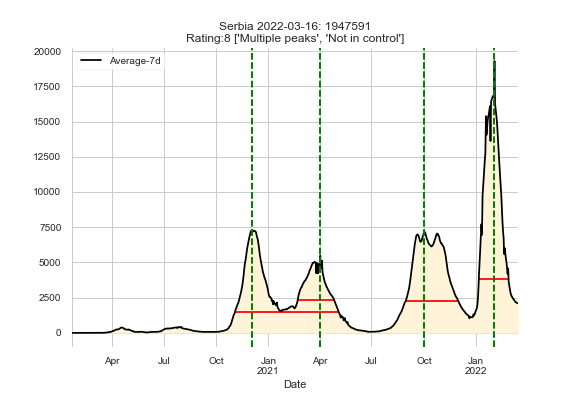 Serbia 2022-03-16: 1947591
Rating:8 ['Multiple peaks', 'Not in control']
Average-7d
20000
17500
15000
12500
10000
7500
5000
2500
0
Apr Jul Oct Jan Apr Jul Oct Jan
2021 2022
Date